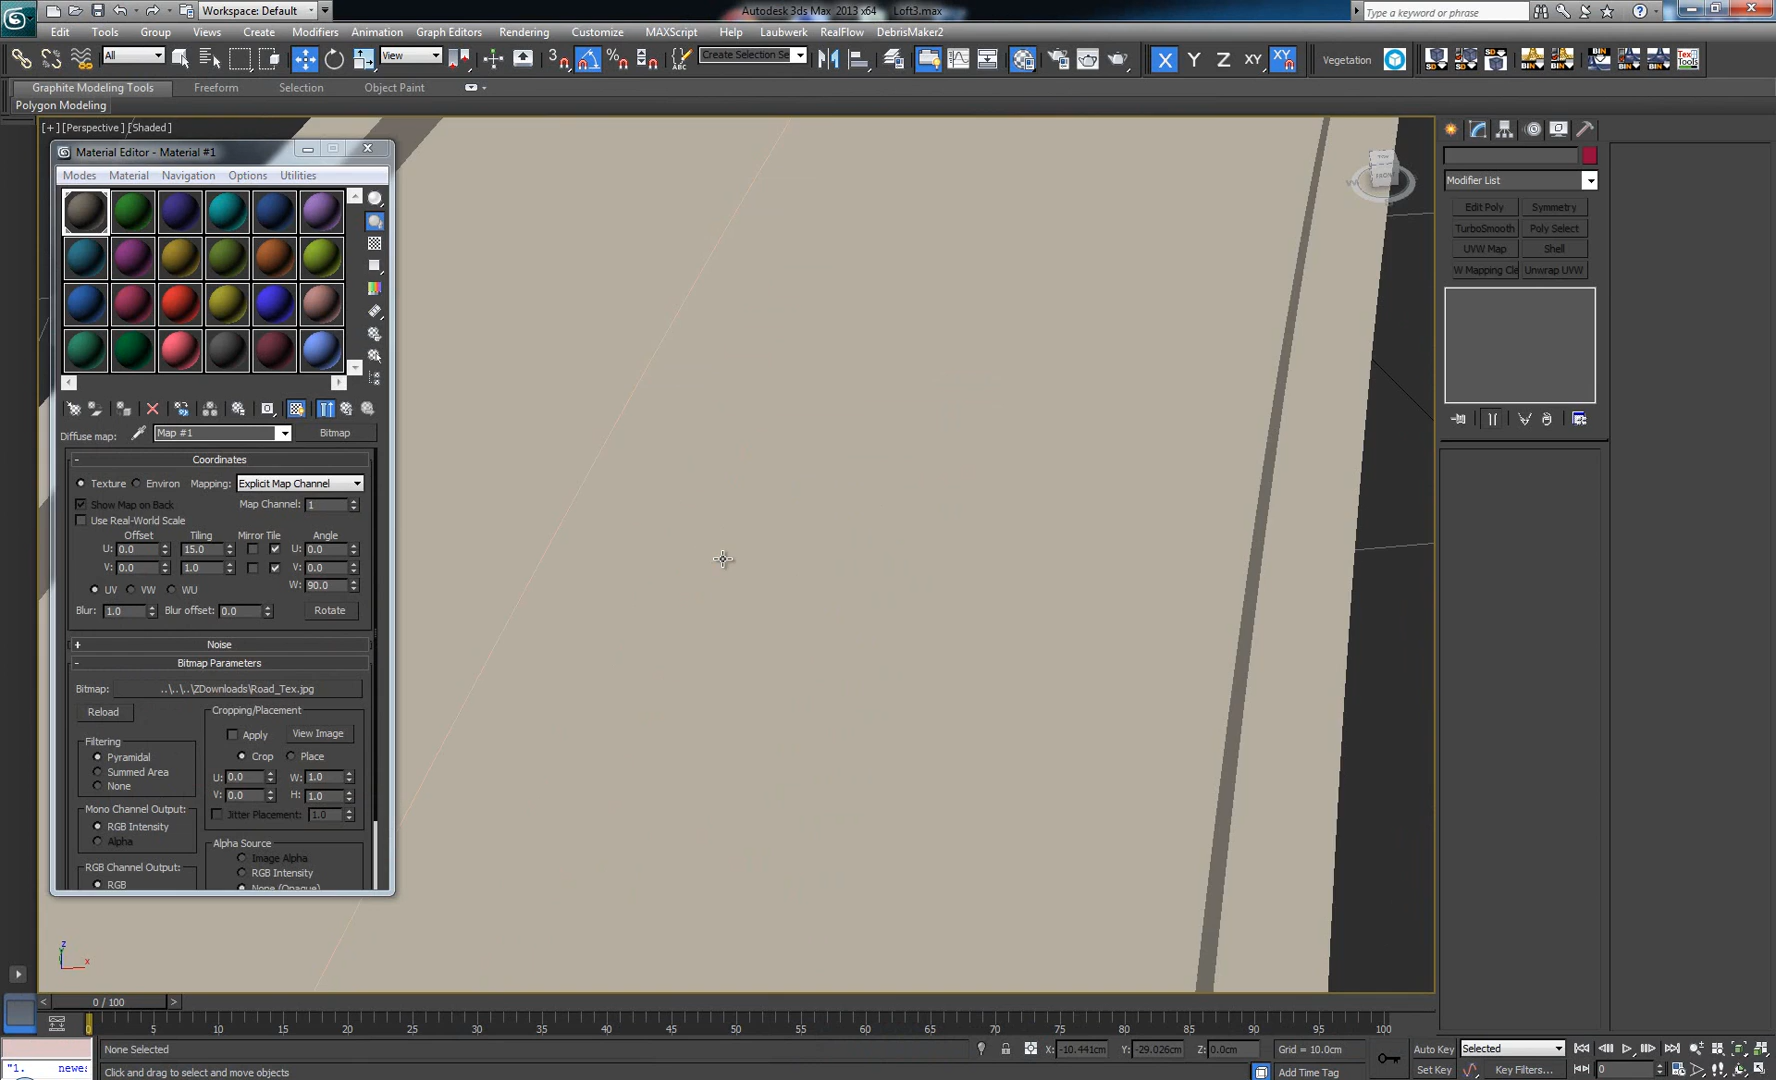 Workspace: Default
Autodesk 3ds Max 2013 x64 Loft3.max
Type a keyword or phrase
Edit Tools Group Views Create Modifiers Animation Graph Editors Rendering Customize MAXScript Help Laubwerk RealFlow DebrisMaker2
All View Create Selection Se X Y Z XY XY Vegetation
Graphite Modeling Tools Freeform Selection Object Paint
Polygon Modeling
[+] [Perspective] [Shaded]
Material Editor - Material #1
Modes Material Navigation Options Utilities
Diffuse map: Map #1 Bitmap
- Coordinates
Texture Environ Mapping: Explicit Map Channel
Show Map on Back Map Channel: 1
Use Real-World Scale
Offset Tiling Mirror Tile Angle
U: 0.0 15.0 U: 0.0
V: 0.0 1.0 V: 0.0
UV VW WU W: 90.0
Blur: 1.0 Blur offset: 0.0 Rotate
+ Noise
- Bitmap Parameters
Bitmap: ..\..\..\ZDownloads\Road_Tex.jpg
Reload
Cropping/Placement
Apply View Image
Crop Place
U: 0.0 W: 1.0
V: 0.0 H: 1.0
Jitter Placement: 1.0
Filtering
Pyramidal
Summed Area
None
Mono Channel Output:
RGB Intensity
Alpha
RGB Channel Output:
RGB
Alpha Source
Image Alpha
RGB Intensity
None (Opaque)
Modifier List
Edit Poly Symmetry
TurboSmooth Poly Select
UVW Map Shell
W Mapping Cle Unwrap UVW
z
x
0 / 100
0 5 10 15 20 25 30 35 40 45 50 55 60 65 70 75 80 85 90 95 100
None Selected X: -10.441cm Y: -29.026cm Z: 0.0cm Grid = 10.0cm Auto Key Selected
"1. newes Click and drag to select and move objects Add Time Tag Set Key Key Filters... 0